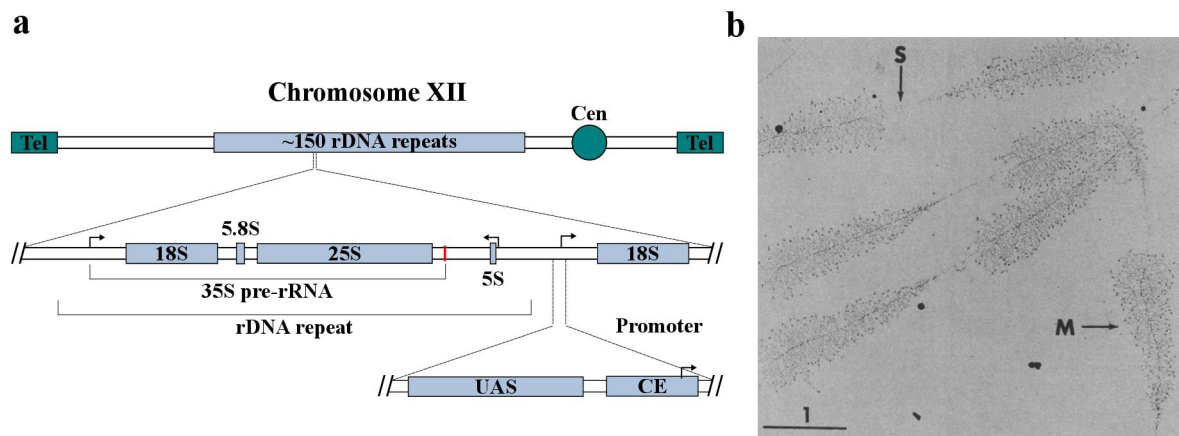 a
b
Chromosome XII
Tel
~150 rDNA repeats
Cen
Tel
5.8S
18S
25S
5S
18S
35S pre-rRNA
rDNA repeat
Promoter
UAS
CE
S
M
1